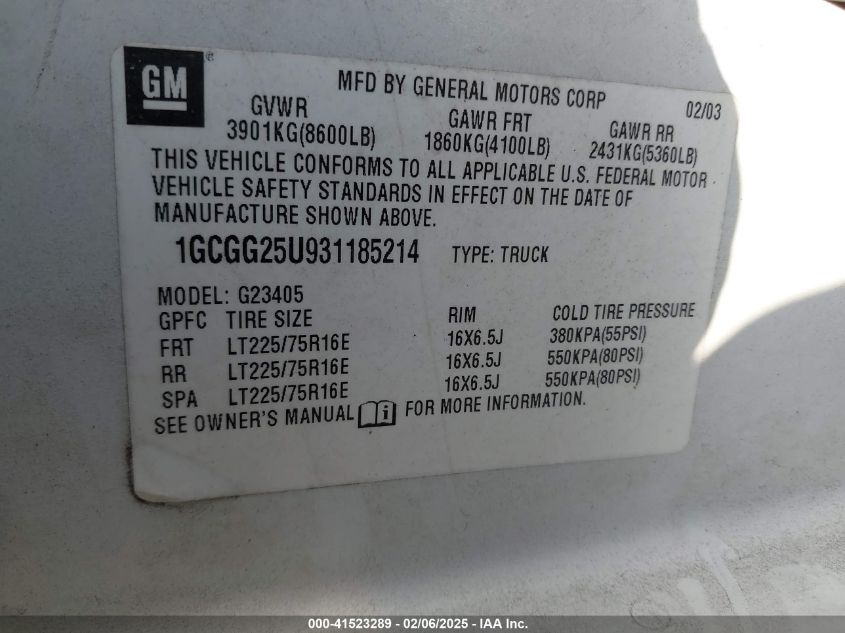 GM®
MFD BY GENERAL MOTORS CORP 02/03
GVWR GAWR FRT GAWR RR
3901KG(8600LB) 1860KG(4100LB) 2431KG(5360LB)
THIS VEHICLE CONFORMS TO ALL APPLICABLE U.S. FEDERAL MOTOR
VEHICLE SAFETY STANDARDS IN EFFECT ON THE DATE OF
MANUFACTURE SHOWN ABOVE.
1GCGG25U931185214 TYPE: TRUCK
MODEL: G23405
GPFC TIRE SIZE RIM COLD TIRE PRESSURE
FRT LT225/75R16E 16X6.5J 380KPA(55PSI)
RR LT225/75R16E 16X6.5J 550KPA(80PSI)
SPA LT225/75R16E 16X6.5J 550KPA(80PSI)
SEE OWNER'S MANUAL i FOR MORE INFORMATION.
000-41523289 - 02/06/2025 - IAA Inc.